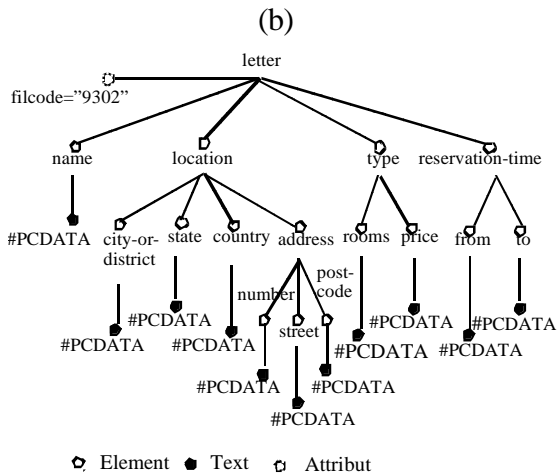 (b)
letter
filcode=”9302”
name
location
type
reservation-time
#PCDATA
city-or-
district
state
country
address
rooms
price
from
to
number
street
post-
code
#PCDATA
#PCDATA
#PCDATA
#PCDATA
#PCDATA
#PCDATA
#PCDATA
#PCDATA
#PCDATA
#PCDATA
Element
Text
Attribut